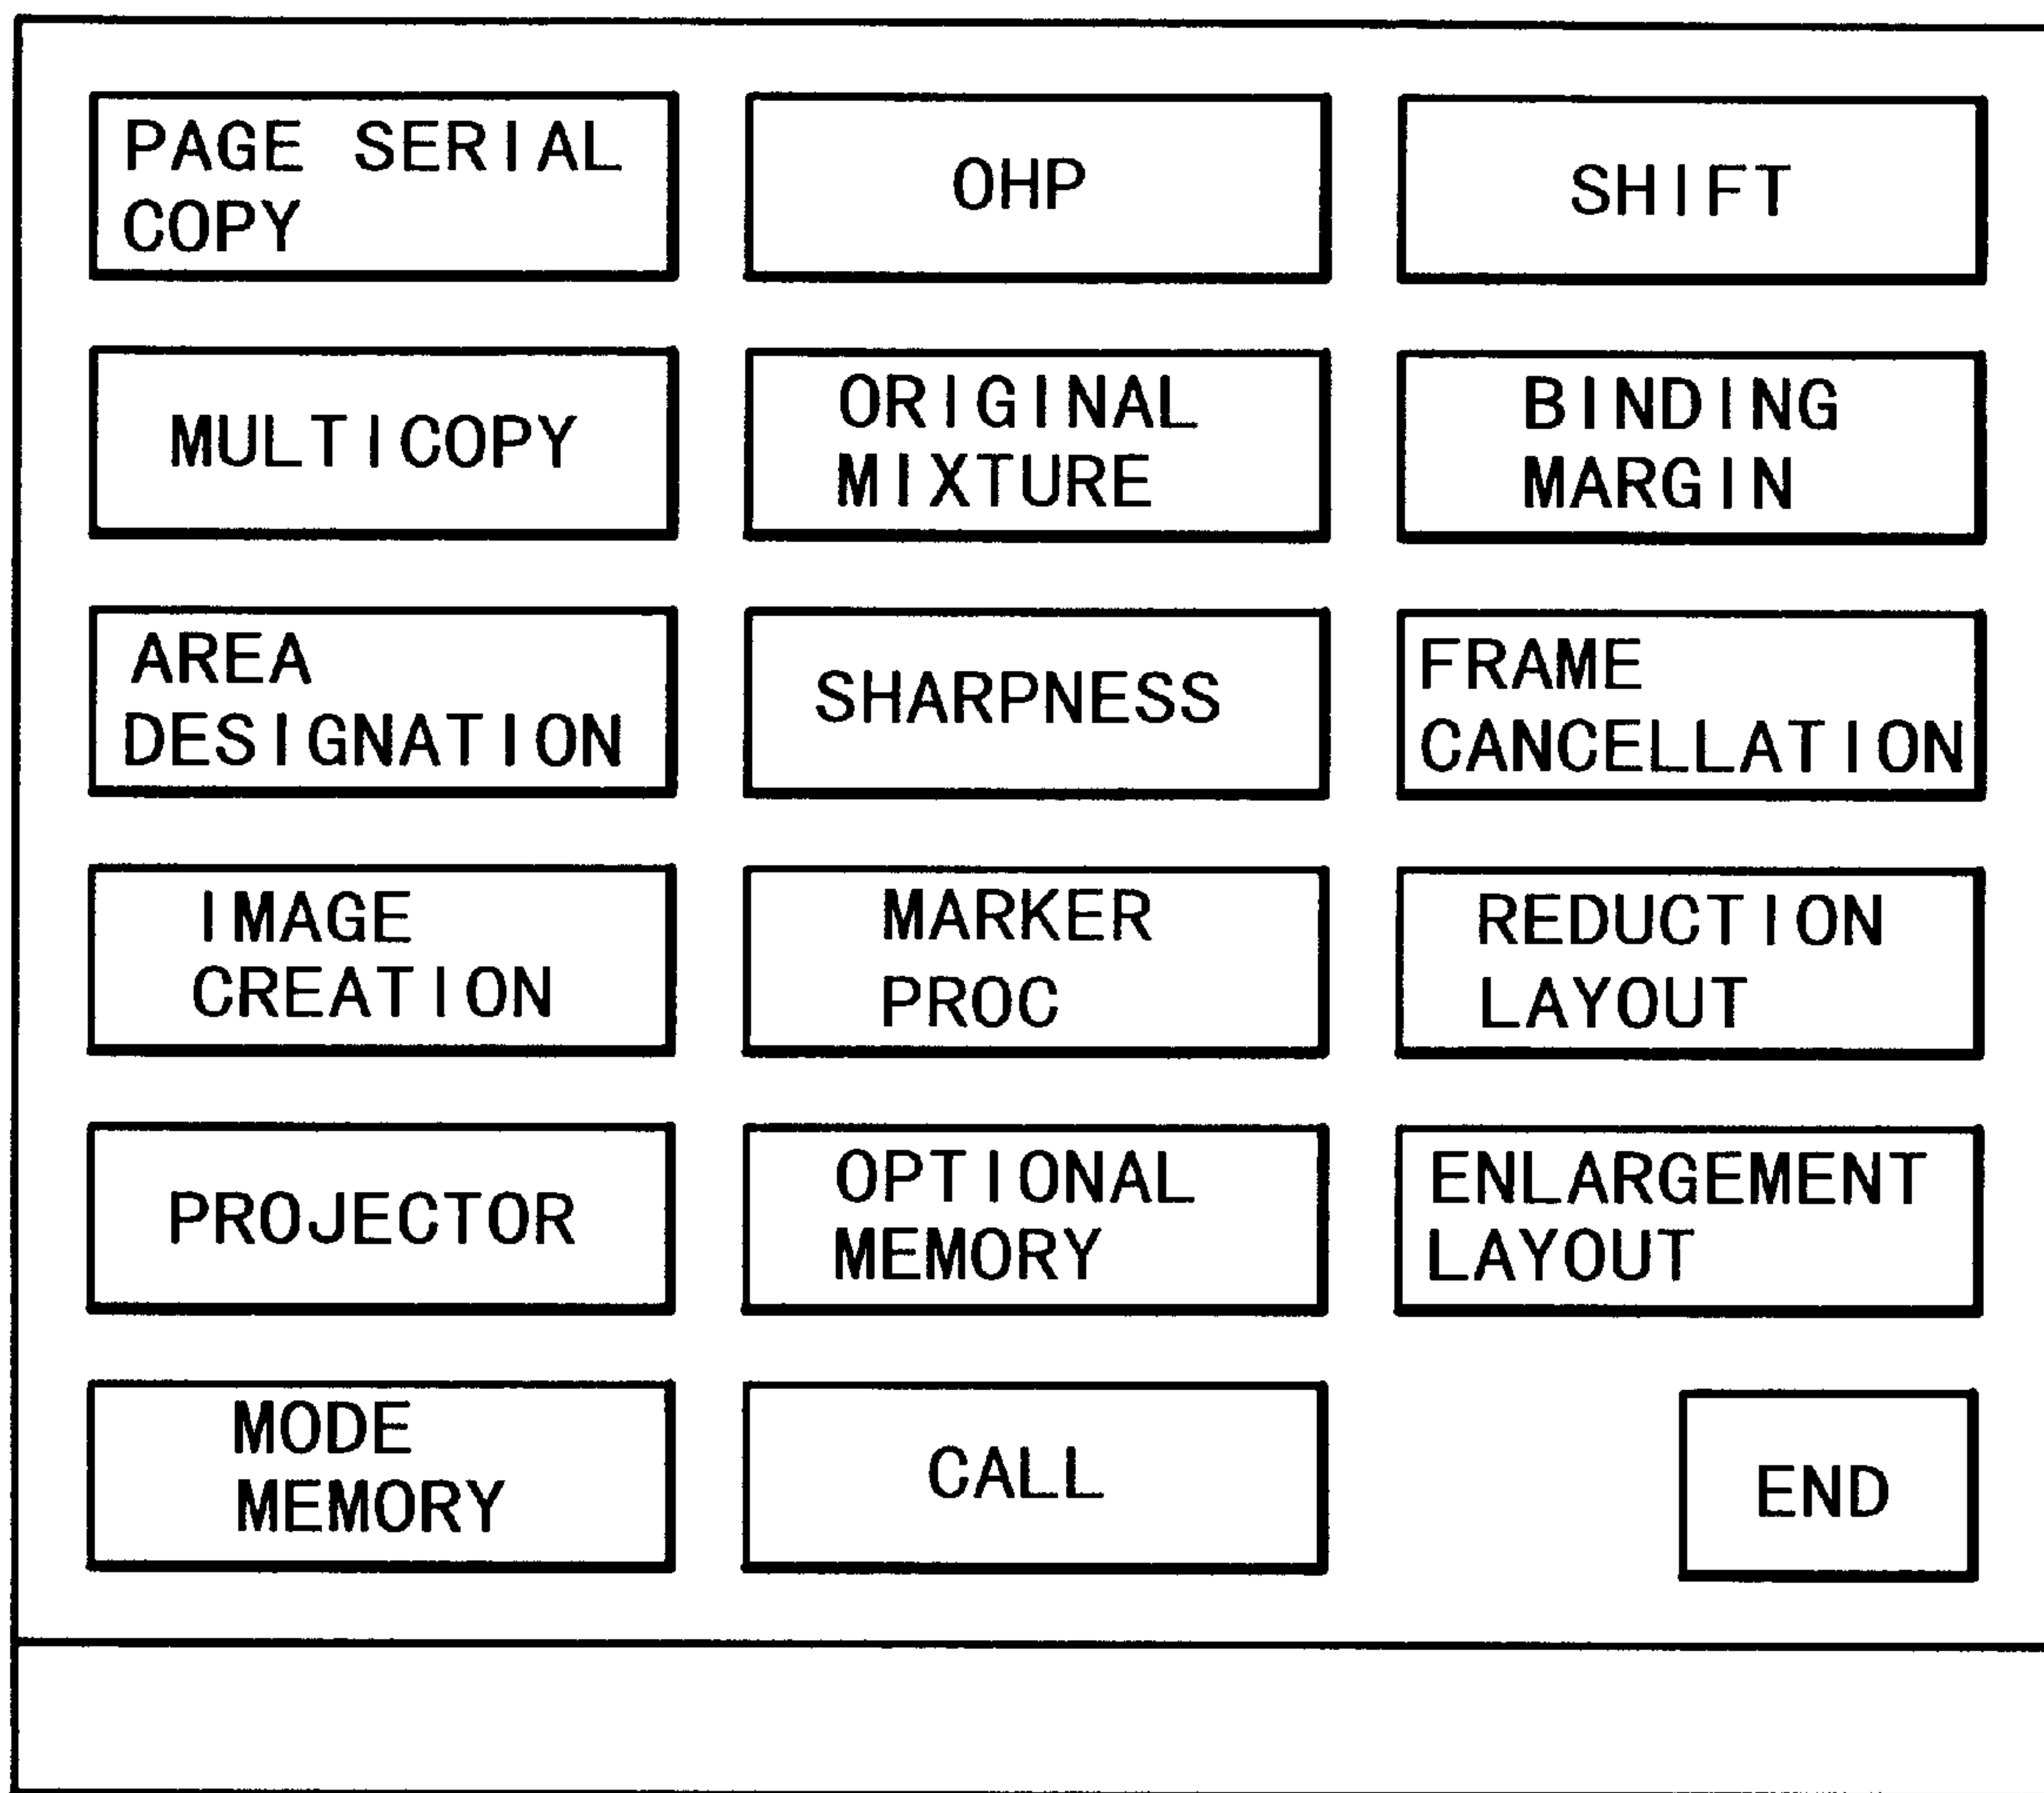 PAGE SERIAL
COPY
OHP
SHIFT
MULTICOPY
ORIGINAL
MIXTURE
BINDING
MARGIN
AREA
DESIGNATION
SHARPNESS
FRAME
CANCELLATION
IMAGE
CREATION
MARKER
PROC
REDUCTION
LAYOUT
PROJECTOR
OPTIONAL
MEMORY
ENLARGEMENT
LAYOUT
MODE
MEMORY
CALL
END